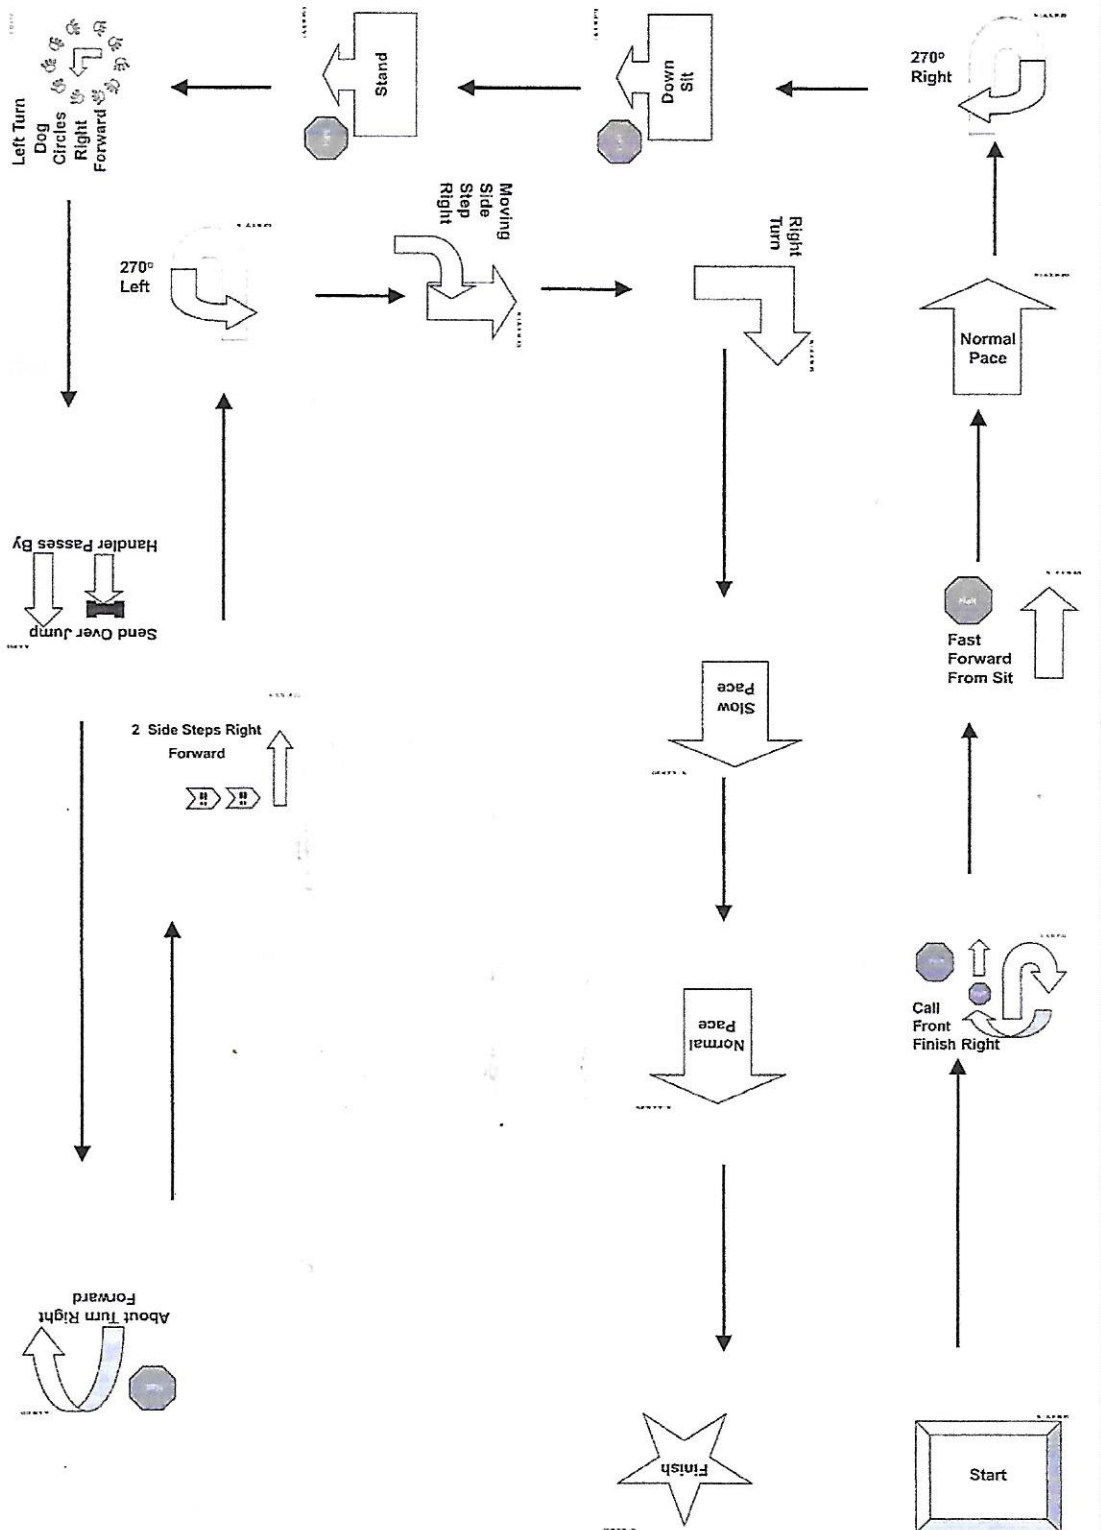 Left Turn
Dog
Circles
Right
Forward
Stand
Down
Sit
270°
Right
270°
Left
Moving
Side
Step
Right
Right
Turn
Normal
Pace
Handler Passes By
Send Over Jump
Fast
Forward
From Sit
Slow
Pace
2 Side Steps Right
Forward
Call
Front
Finish Right
Normal
Pace
About Turn Right
Forward
Finish
Start